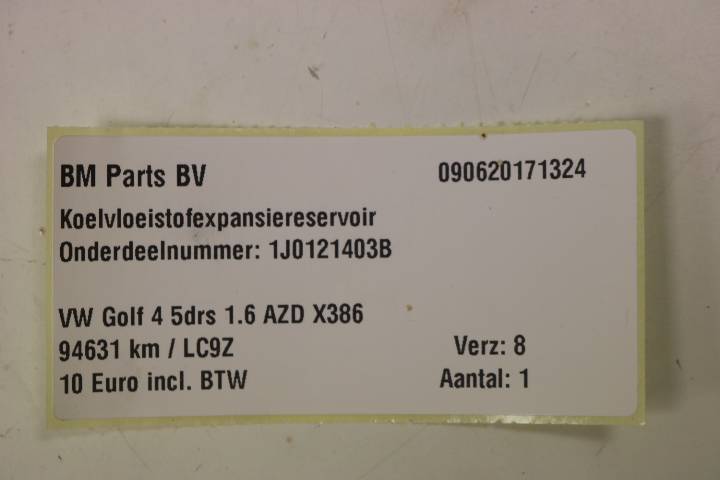 BM Parts BV 090620171324
Koelvloeistofexpansiereservoir
Onderdeelnummer: 1J0121403B
VW Golf 4 5drs 1.6 AZD X386
94631 km / LC9Z Verz: 8
10 Euro incl. BTW Aantal: 1